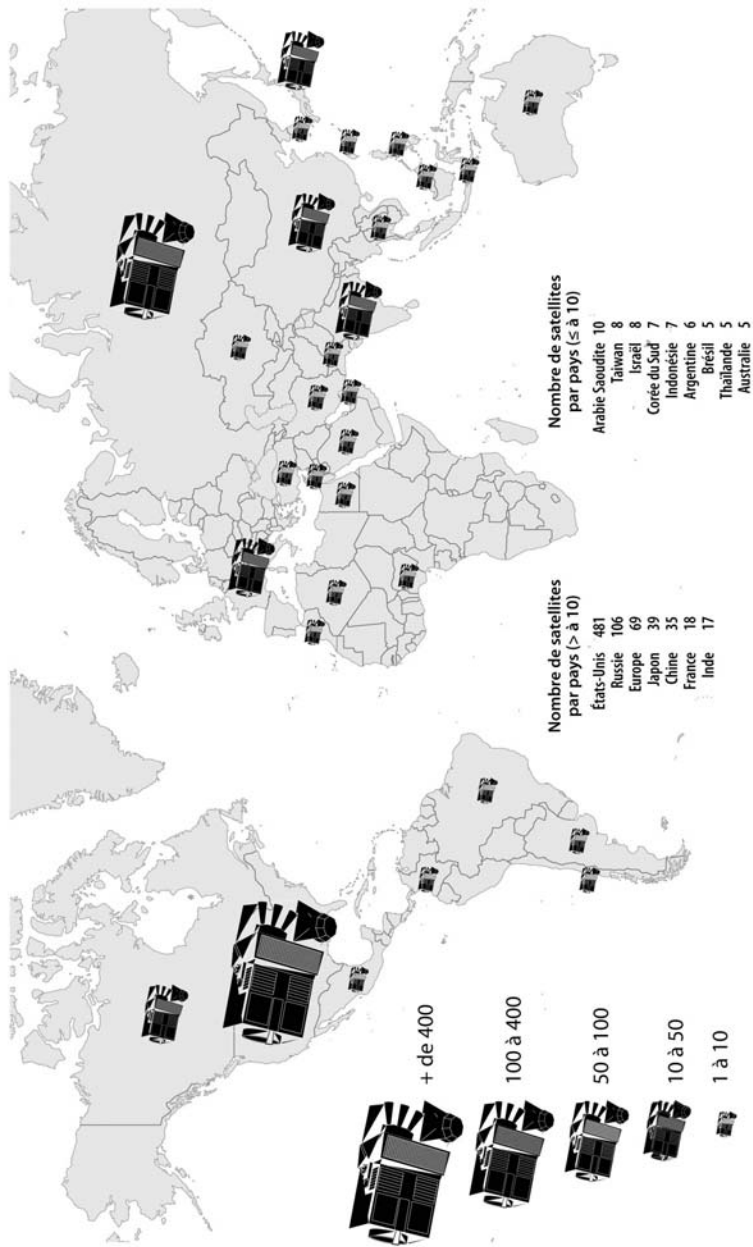 + de 400
100 à 400
50 à 100
10 à 50
1 à 10
Nombre de satellites
par pays (> à 10)
États-Unis 481
Russie 106
Europe 69
Japon 39
Chine 35
France 18
Inde 17
Nombre de satellites
par pays (≤ à 10)
Arabie Saoudite 10
Taiwan 8
Israël 8
Corée du Sud 7
Indonésie 7
Argentine 6
Brésil 5
Thaïlande 5
Australie 5